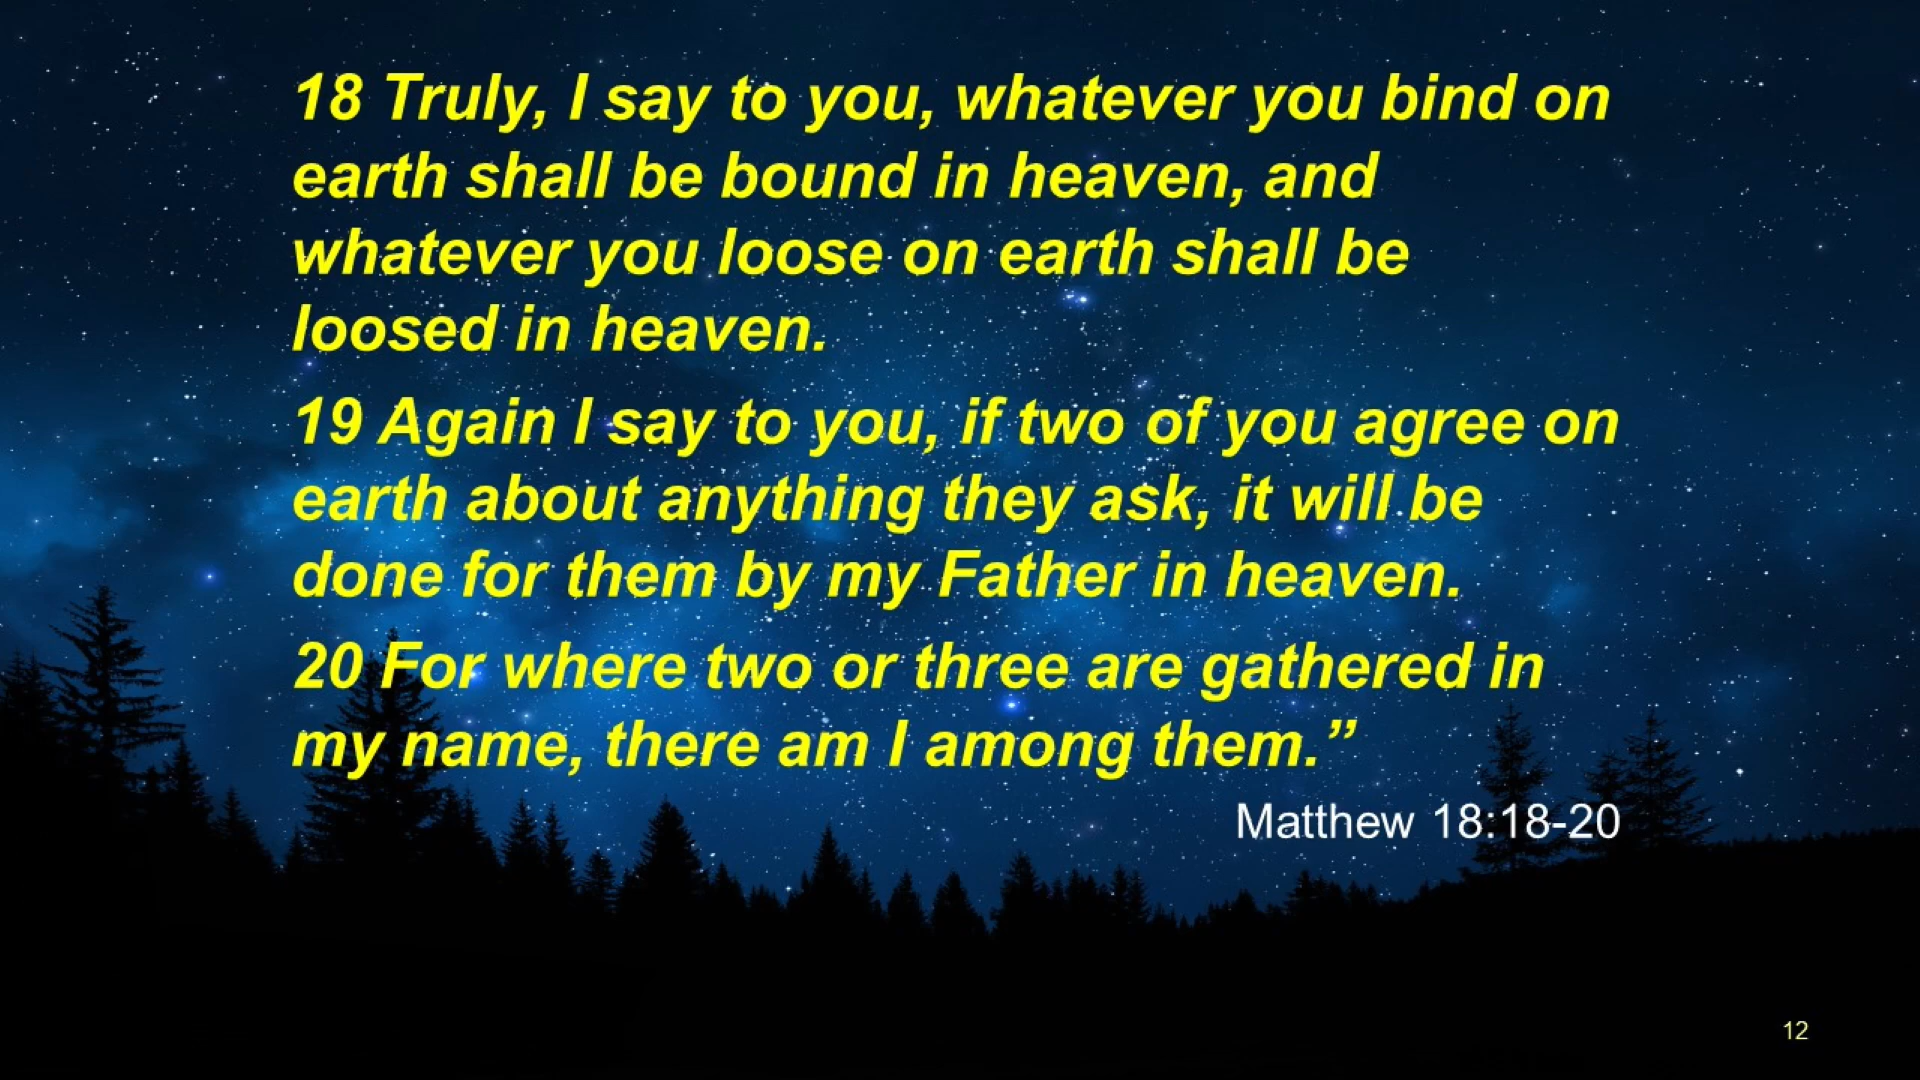 18 Truly, I say to you, whatever you bind on
earth shall be bound in heaven, and
whatever you loose on earth shall be
loosed in heaven.
19 Again I say to you, if two of you agree on
earth about anything they ask, it will be
done for them by my Father in heaven.
20 For where two or three are gathered in
my name, there am I among them.”
Matthew 18:18-20
12